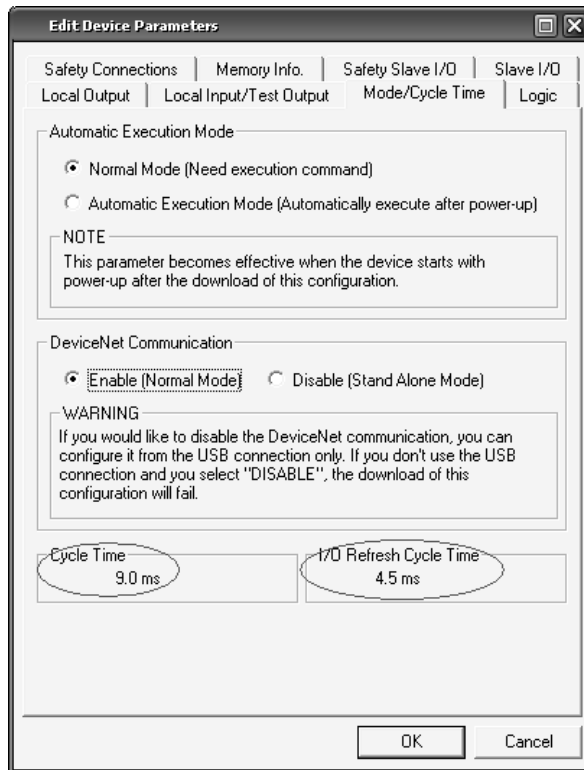 Edit Device Parameters
Safety Connections
Memory Info.
Safety Slave I/O
Slave I/O
Local Output
Local Input/Test Output
Mode/Cycle Time
Logic
Automatic Execution Mode
Normal Mode (Need execution command)
Automatic Execution Mode (Automatically execute after power-up)
NOTE
This parameter becomes effective when the device starts with
power-up after the download of this configuration.
DeviceNet Communication
Enable (Normal Mode)
Disable (Stand Alone Mode)
WARNING
If you would like to disable the DeviceNet communication, you can
configure it from the USB connection only. If you don't use the USB
connection and you select "DISABLE", the download of this
configuration will fail.
Cycle Time
9.0 ms
I/O Refresh Cycle Time
4.5 ms
OK
Cancel